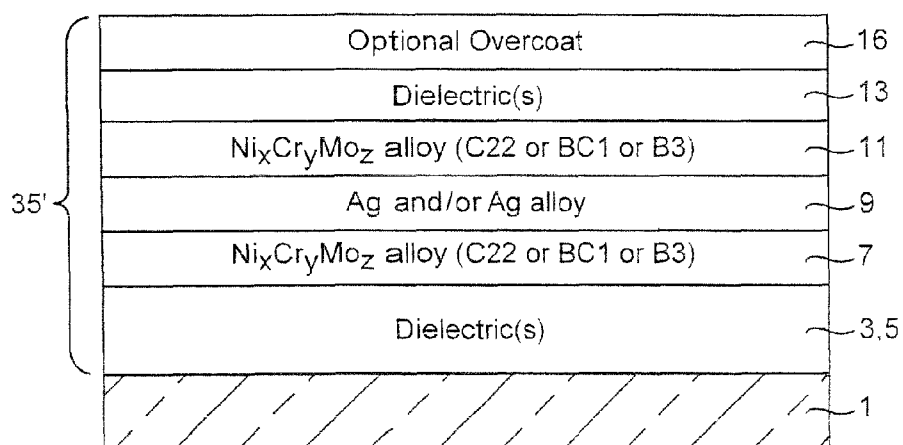 Optional Overcoat 16
Dielectric(s) 13
NixCryMoz alloy (C22 or BC1 or B3) 11
35' Ag and/or Ag alloy 9
NixCryMoz alloy (C22 or BC1 or B3) 7
Dielectric(s) 3,5
1